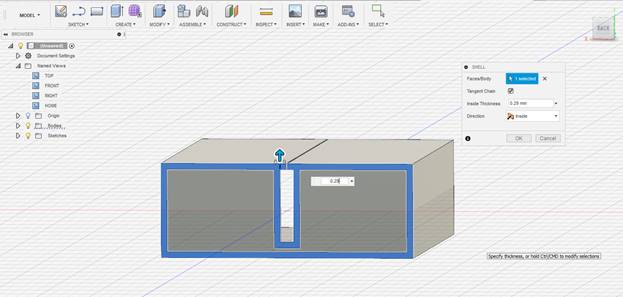 MODEL
SKETCH
CREATE
MODIFY
ASSEMBLE
CONSTRUCT
INSPECT
INSERT
MAKE
ADD-INS
SELECT
BROWSER
(Unsaved)
Document Settings
Named Views
TOP
FRONT
RIGHT
HOME
Origin
Bodies
Sketches
BACK
SHELL
Faces/Body
1 selected
Tangent Chain
Inside Thickness
0.29 mm
Direction
Inside
OK
Cancel
Specify thickness, or hold Ctrl/CMD to modify selections